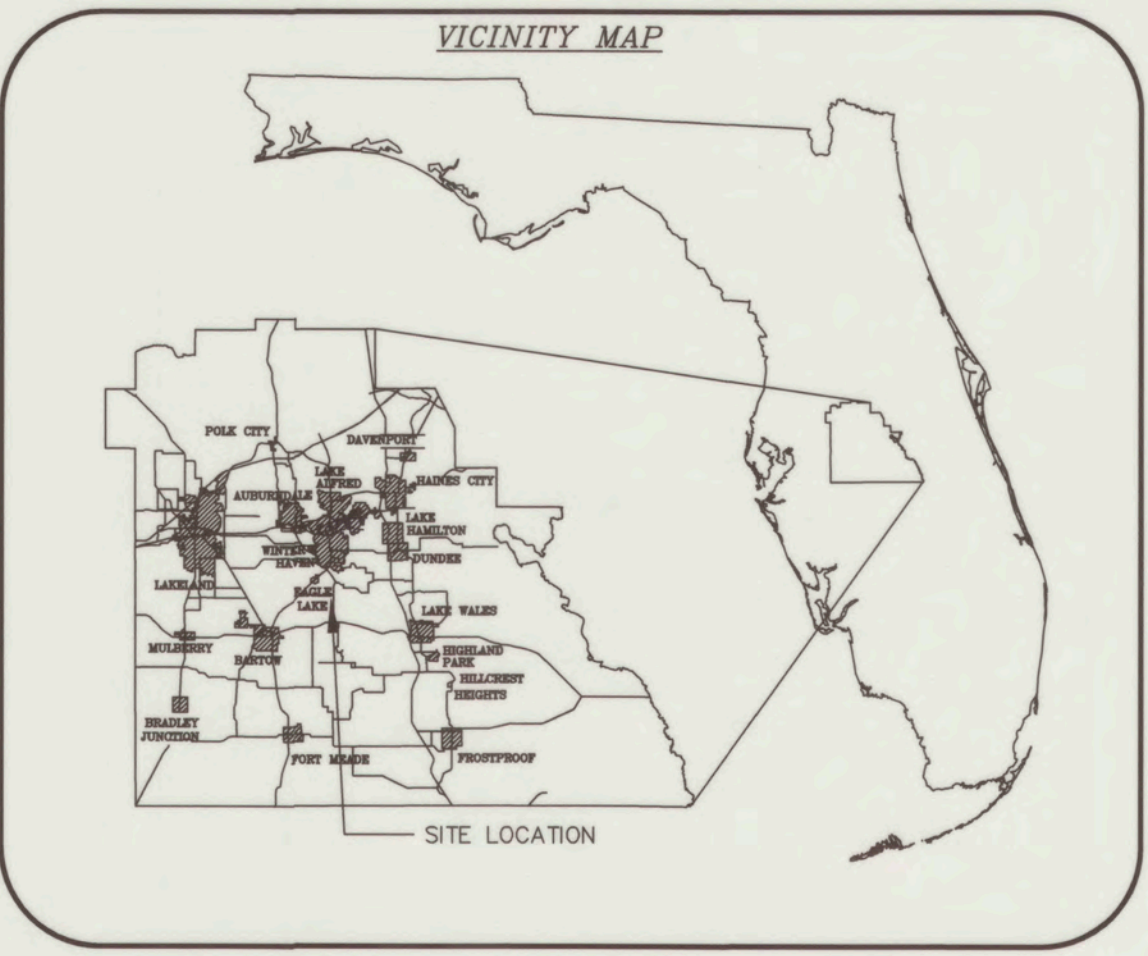 VICINITY MAP
POLK CITY
DAVENPORT
LAKE
ALFRED
HAINES CITY
AUBURNDALE
LAKE
HAMILTON
WINTER
HAVEN
DUNDEE
LAKELAND
EAGLE
LAKE
LAKE WALES
MULBERRY
BARTOW
HIGHLAND
PARK
HILLCREST
HEIGHTS
BRADLEY
JUNCTION
FORT MEADE
FROSTPROOF
SITE LOCATION